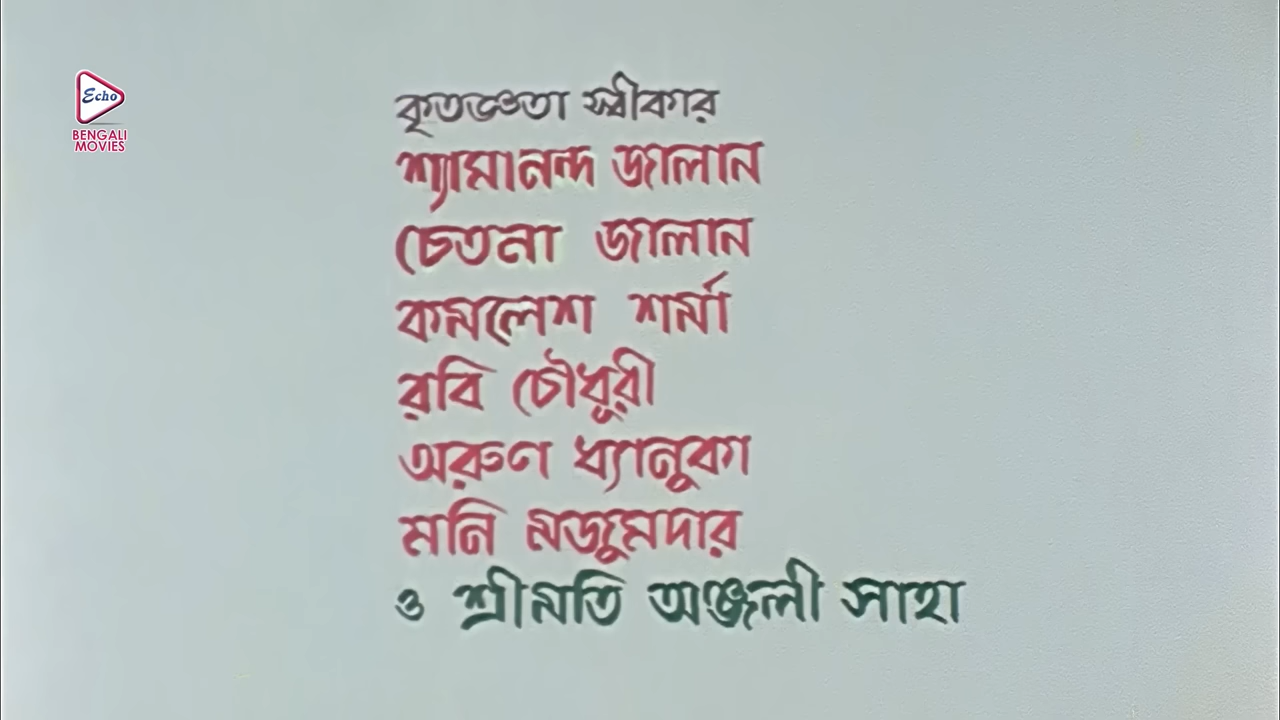 Echo
BENGALI
MOVIES
কৃতজ্ঞতা স্বীকার
শ্যামানন্দ জালান
চেতনা জালান
কমলেশ শর্মা
রবি চৌধুরী
অরুণ ধ্যানুকা
মনি মজুমদার
ও শ্রীমতি অঞ্জলী সাহা